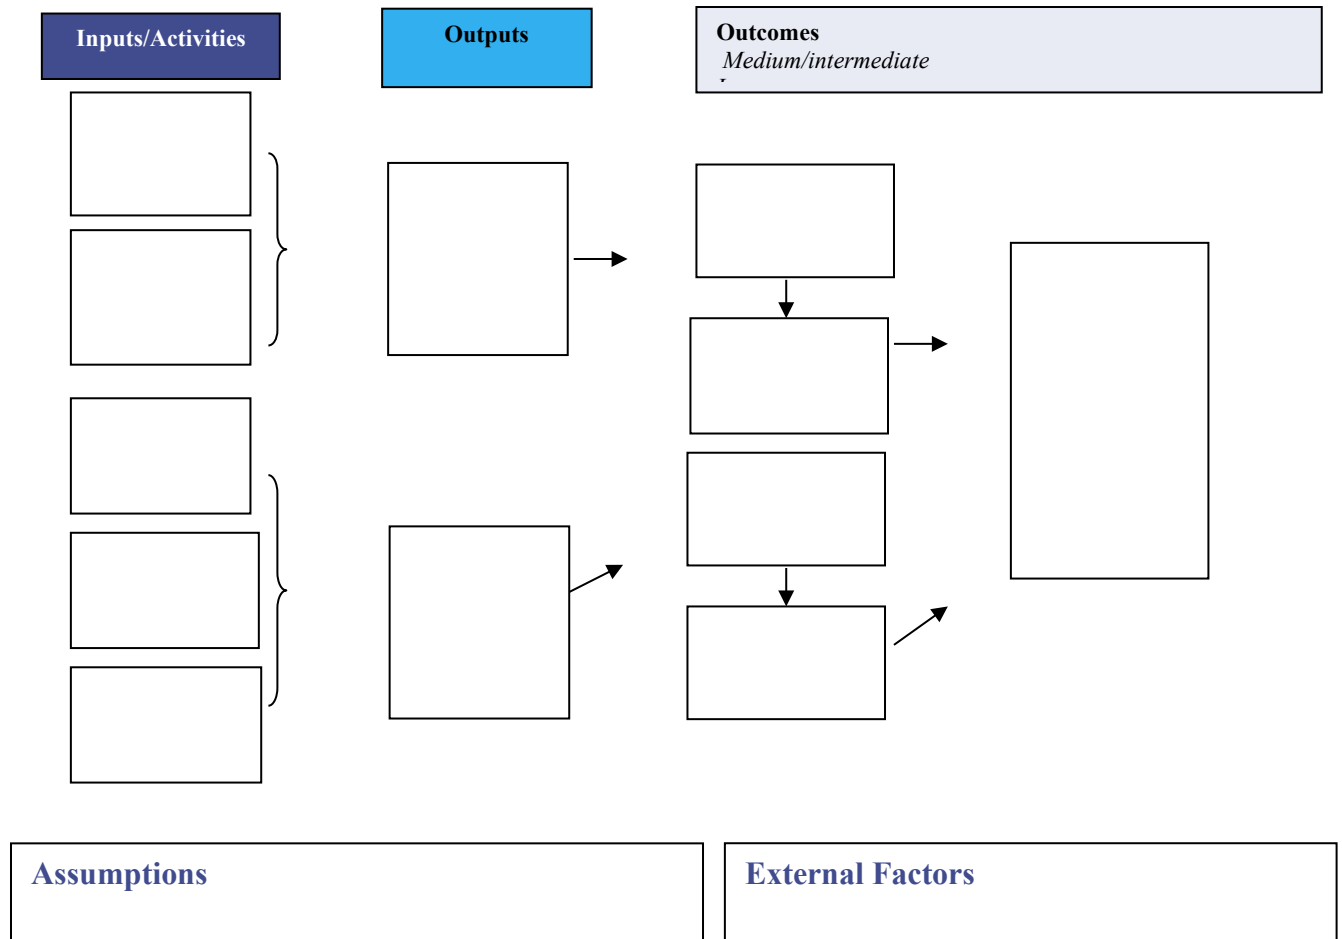 Inputs/Activities
Outputs
Outcomes
Medium/intermediate
Assumptions
External Factors